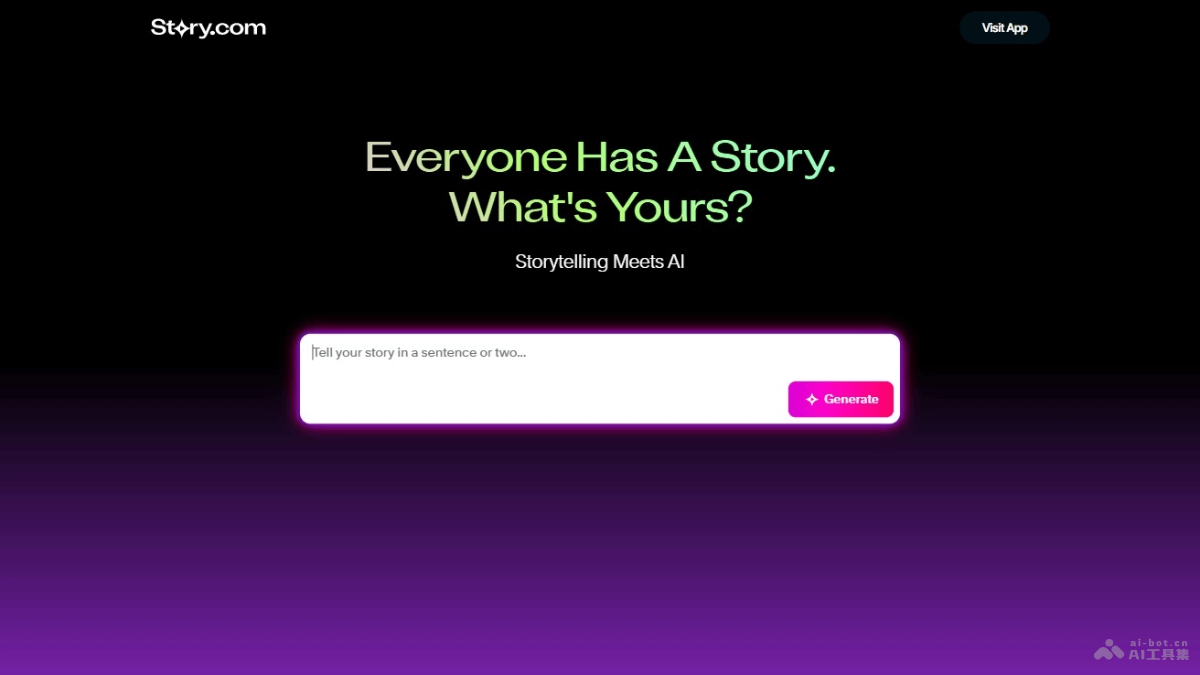 Story.com
Visit App
Everyone Has A Story.
What's Yours?
Storytelling Meets AI
Tell your story in a sentence or two...
Generate
ai-bot.cn
AI工具集